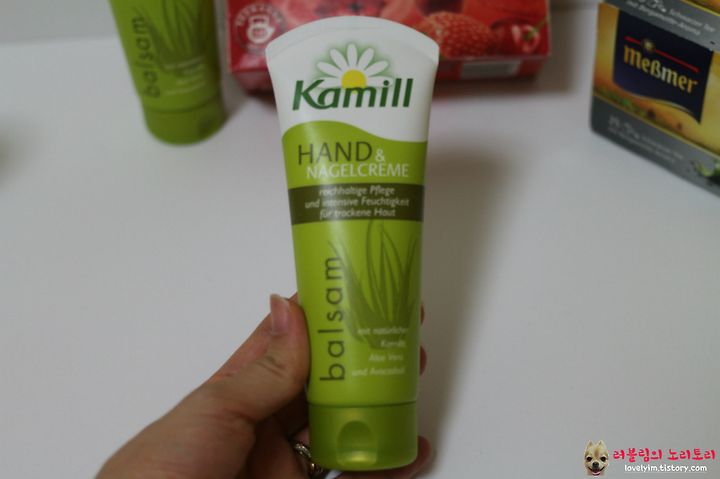 Kamill
HAND &
NAGELCREME
reichhaltige Pflege
und intensive Feuchtigkeit
für trockene Haut
balsam
mit natürlicher
Kamille
Aloe Vera
und Avocadoöl
balsam
Meßmer
러블림의 노리토리
lovelyim.tistory.com